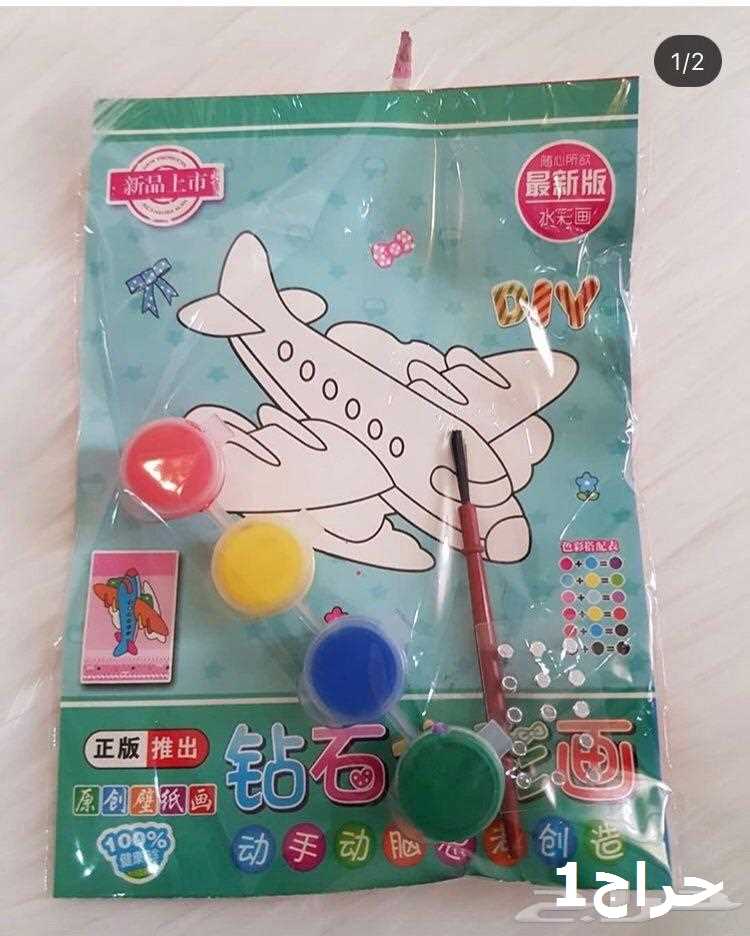 1/2
新品上市
随心所欲
最新版
水彩画
DIY
色彩搭配表
正版 推出
钻石 画
原创壁纸画
100%
动手动脑 创造
حراج1